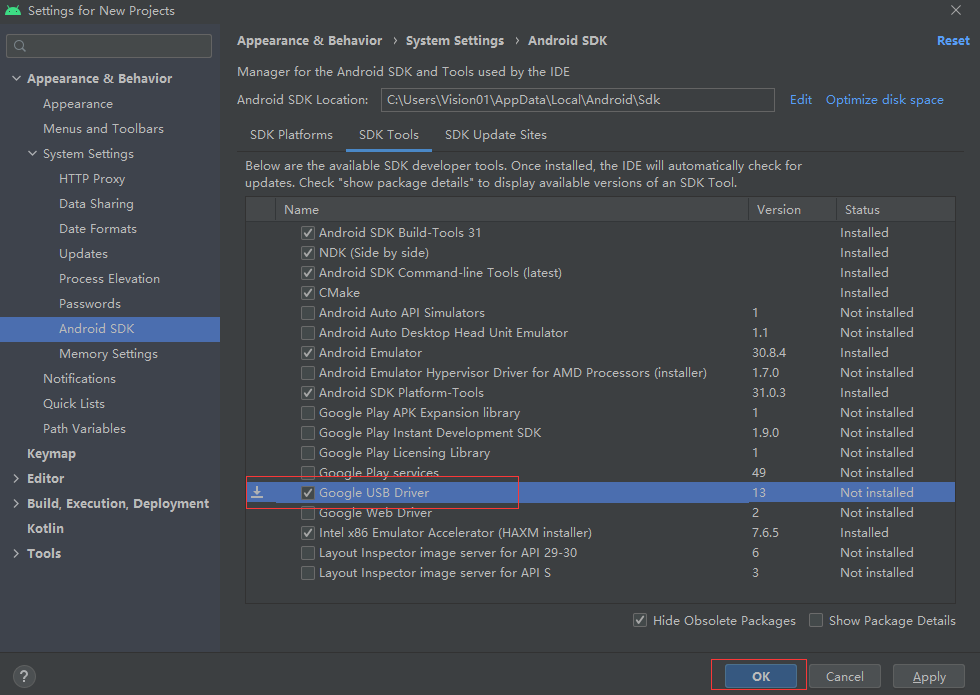 Settings for New Projects
Appearance & Behavior
Appearance
Menus and Toolbars
System Settings
HTTP Proxy
Data Sharing
Date Formats
Updates
Process Elevation
Passwords
Android SDK
Memory Settings
Notifications
Quick Lists
Path Variables
Keymap
Editor
Build, Execution, Deployment
Kotlin
Tools
Appearance & Behavior › System Settings › Android SDK Reset
Manager for the Android SDK and Tools used by the IDE
Android SDK Location: C:\Users\Vision01\AppData\Local\Android\Sdk Edit Optimize disk space
SDK Platforms SDK Tools SDK Update Sites
Below are the available SDK developer tools. Once installed, the IDE will automatically check for
updates. Check "show package details" to display available versions of an SDK Tool.
Name Version Status
Android SDK Build-Tools 31 Installed
NDK (Side by side) Installed
Android SDK Command-line Tools (latest) Installed
CMake Installed
Android Auto API Simulators 1 Not installed
Android Auto Desktop Head Unit Emulator 1.1 Not installed
Android Emulator 30.8.4 Installed
Android Emulator Hypervisor Driver for AMD Processors (installer) 1.7.0 Not installed
Android SDK Platform-Tools 31.0.3 Installed
Google Play APK Expansion library 1 Not installed
Google Play Instant Development SDK 1.9.0 Not installed
Google Play Licensing Library 1 Not installed
Google Play services 49 Not installed
Google USB Driver 13 Not installed
Google Web Driver 2 Not installed
Intel x86 Emulator Accelerator (HAXM installer) 7.6.5 Installed
Layout Inspector image server for API 29-30 6 Not installed
Layout Inspector image server for API S 3 Not installed
Hide Obsolete Packages Show Package Details
? OK Cancel Apply